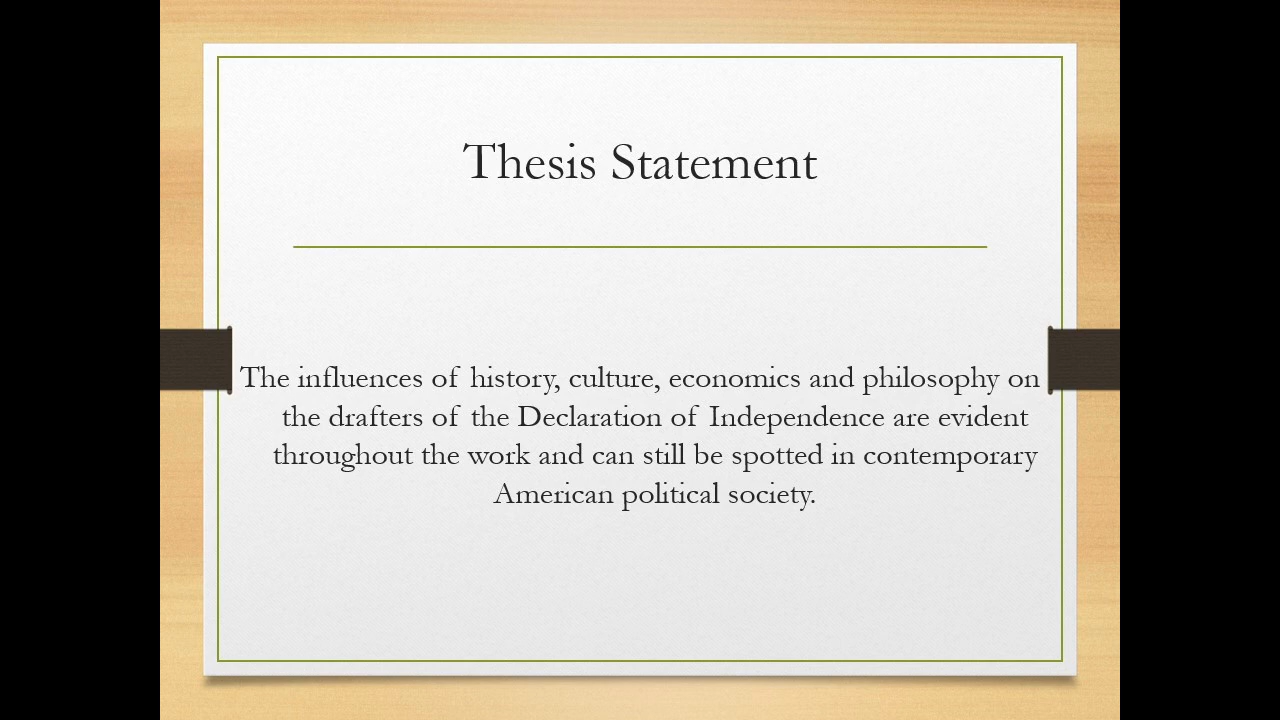 Thesis Statement
The influences of history, culture, economics and philosophy on
the drafters of the Declaration of Independence are evident
throughout the work and can still be spotted in contemporary
American political society.